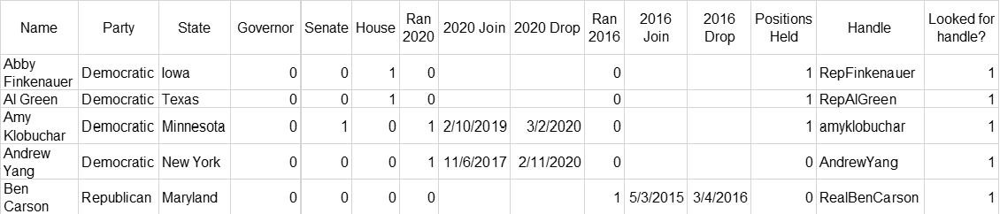 Name Party State Governor Senate House Ran 2020 2020 Join 2020 Drop Ran 2016 2016 Join 2016 Drop Positions Held Handle Looked for handle?
Abby Finkenauer Democratic Iowa 0 0 1 0 0 1 RepFinkenauer 1
Al Green Democratic Texas 0 0 1 0 0 1 RepAlGreen 1
Amy Klobuchar Democratic Minnesota 0 1 0 1 2/10/2019 3/2/2020 0 1 amyklobuchar 1
Andrew Yang Democratic New York 0 0 0 1 11/6/2017 2/11/2020 0 0 AndrewYang 1
Ben Carson Republican Maryland 0 0 0 0 1 5/3/2015 3/4/2016 0 RealBenCarson 1